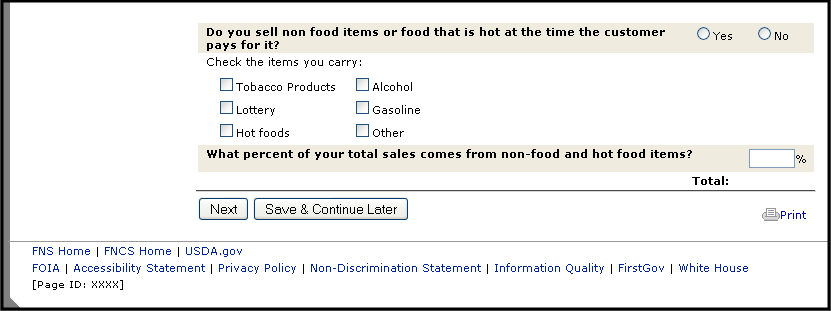 Do you sell non food items or food that is hot at the time the customer
pays for it?
Yes No
Check the items you carry:
Tobacco Products Alcohol
Lottery Gasoline
Hot foods Other
What percent of your total sales comes from non-food and hot food items? %
Total:
Next Save & Continue Later
Print
FNS Home | FNCS Home | USDA.gov
FOIA | Accessibility Statement | Privacy Policy | Non-Discrimination Statement | Information Quality | FirstGov | White House
[Page ID: XXXX]